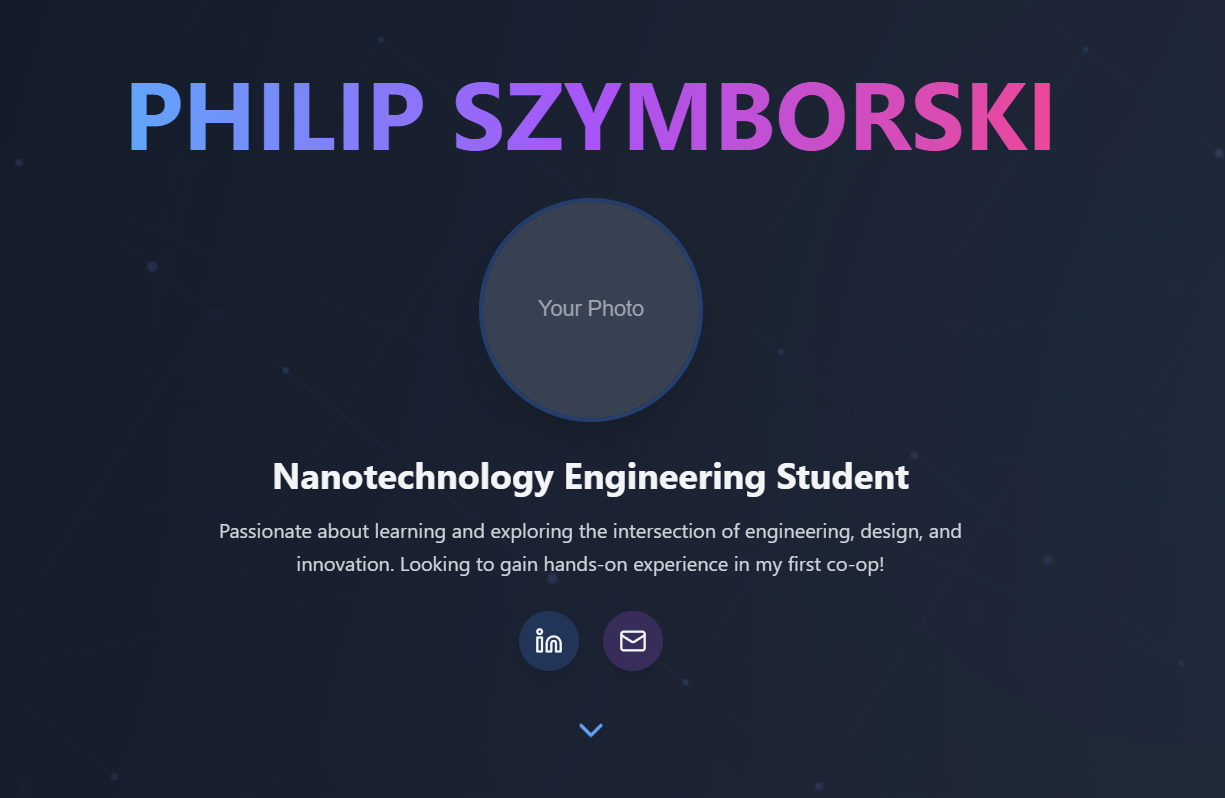 PHILIP SZYMBORSKI
Your Photo
Nanotechnology Engineering Student
Passionate about learning and exploring the intersection of engineering, design, and
innovation. Looking to gain hands-on experience in my first co-op!
in